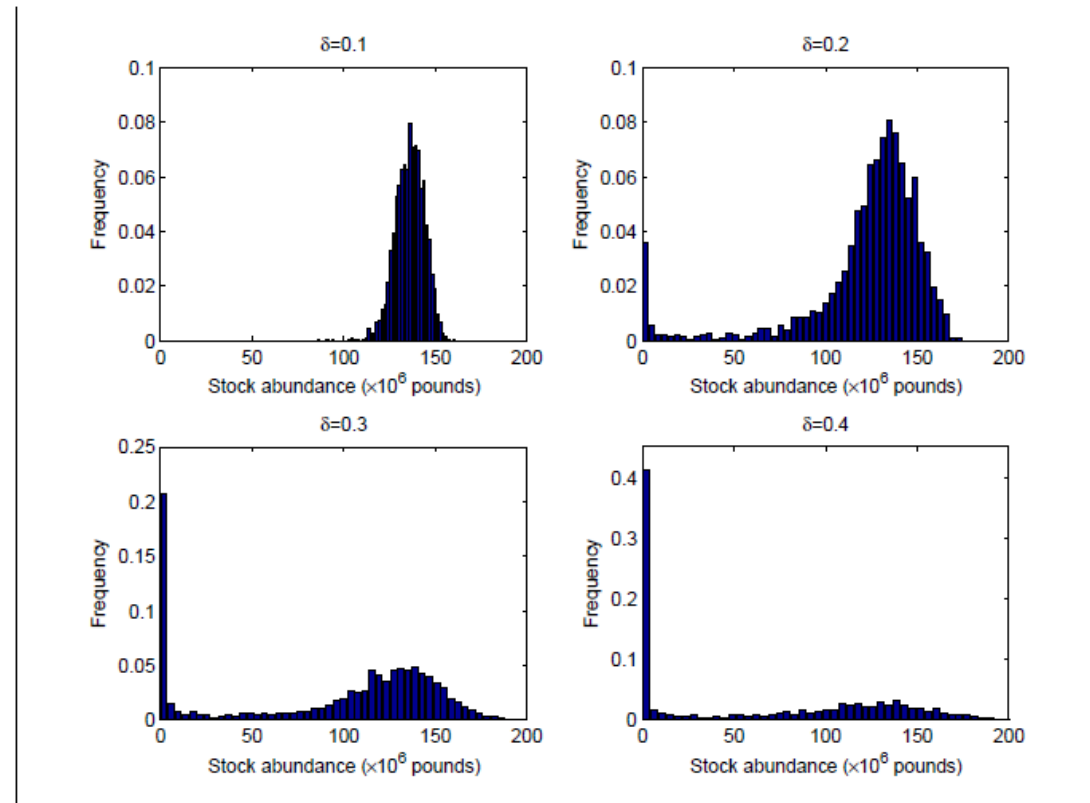 δ=0.1
0.1
0.08
0.06
0.04
0.02
0
Frequency
0 50 100 150 200
Stock abundance (×10⁶ pounds)
δ=0.2
0.1
0.08
0.06
0.04
0.02
0
Frequency
0 50 100 150 200
Stock abundance (×10⁶ pounds)
δ=0.3
0.25
0.2
0.15
0.1
0.05
0
Frequency
0 50 100 150 200
Stock abundance (×10⁶ pounds)
δ=0.4
0.4
0.3
0.2
0.1
0
Frequency
0 50 100 150 200
Stock abundance (×10⁶ pounds)